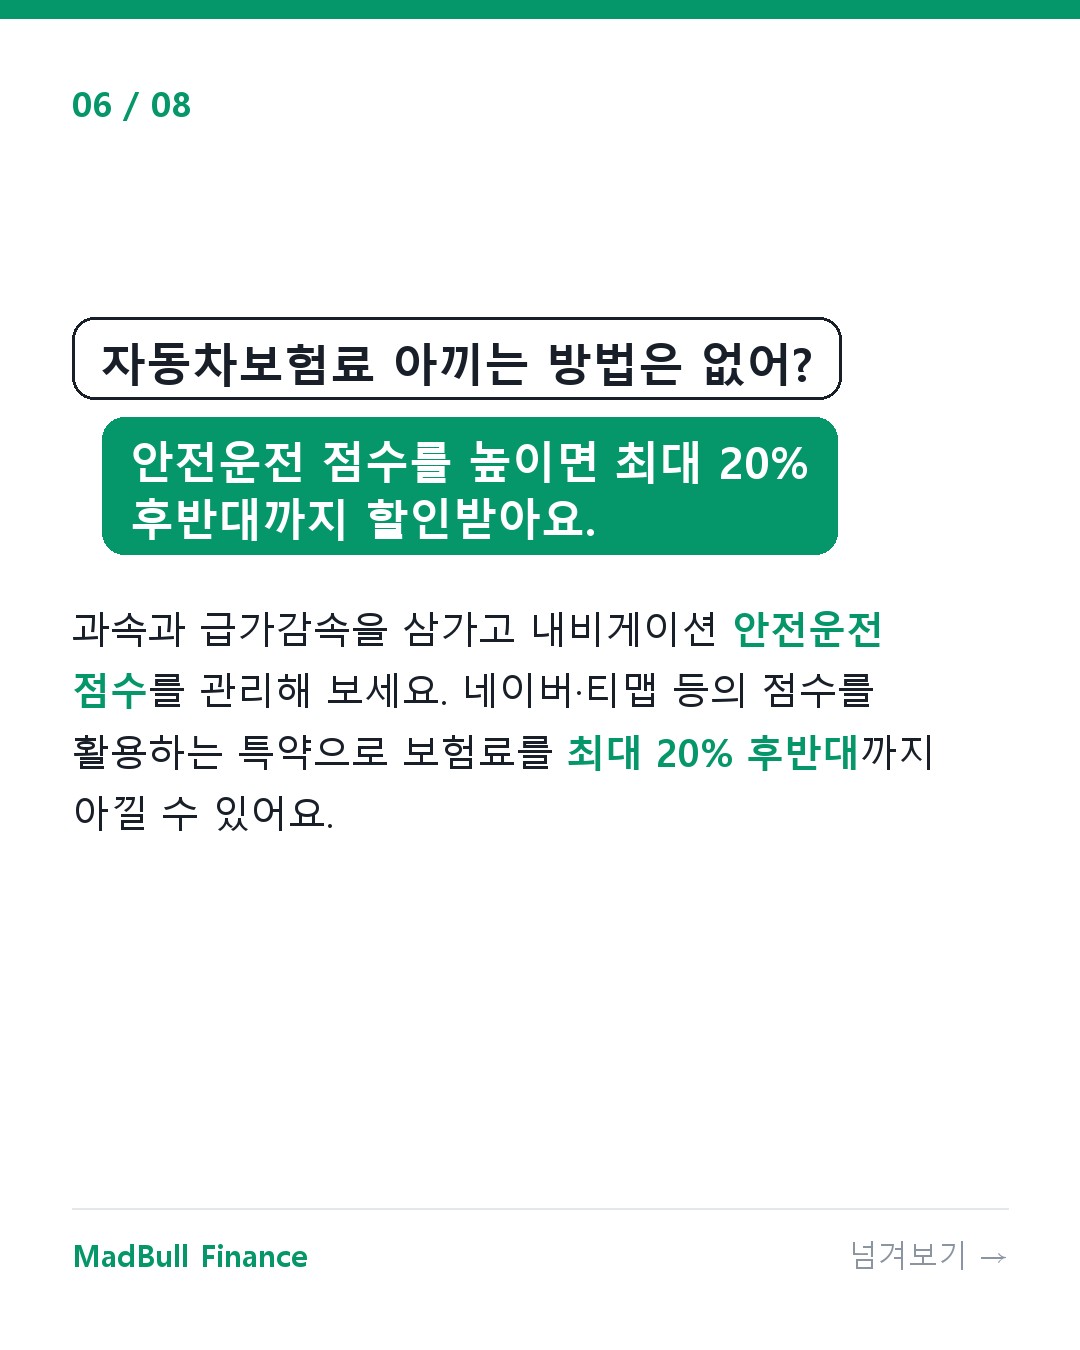 06 / 08
자동차보험료 아끼는 방법은 없어?
안전운전 점수를 높이면 최대 20%
후반대까지 할인받아요.
과속과 급가감속을 삼가고 내비게이션 안전운전
점수를 관리해 보세요. 네이버·티맵 등의 점수를
활용하는 특약으로 보험료를 최대 20% 후반대까지
아낄 수 있어요.
MadBull Finance
넘겨보기 →